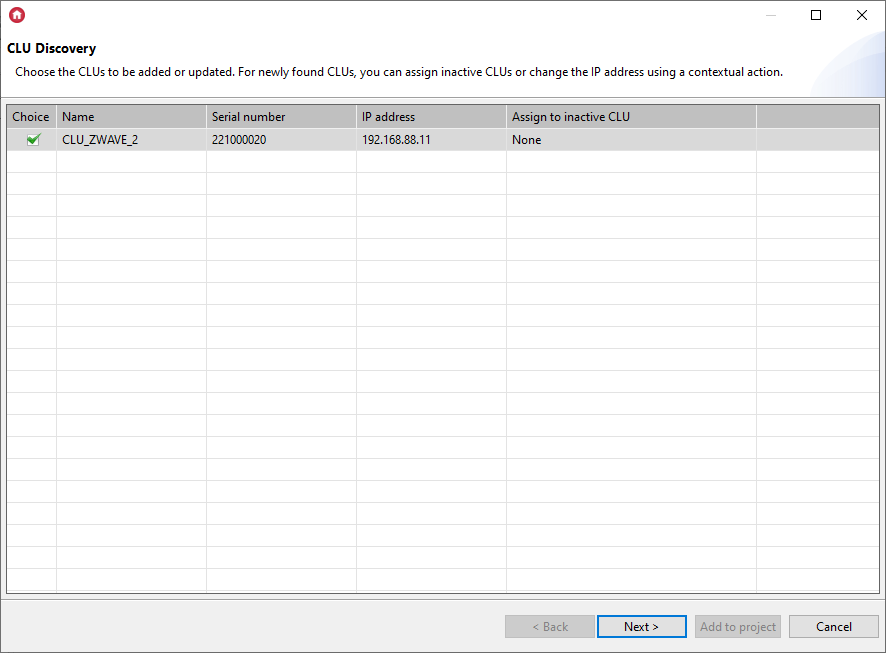 CLU Discovery
Choose the CLUs to be added or updated. For newly found CLUs, you can assign inactive CLUs or change the IP address using a contextual action.
Choice Name Serial number IP address Assign to inactive CLU
CLU_ZWAVE_2 221000020 192.168.88.11 None
< Back Next > Add to project Cancel